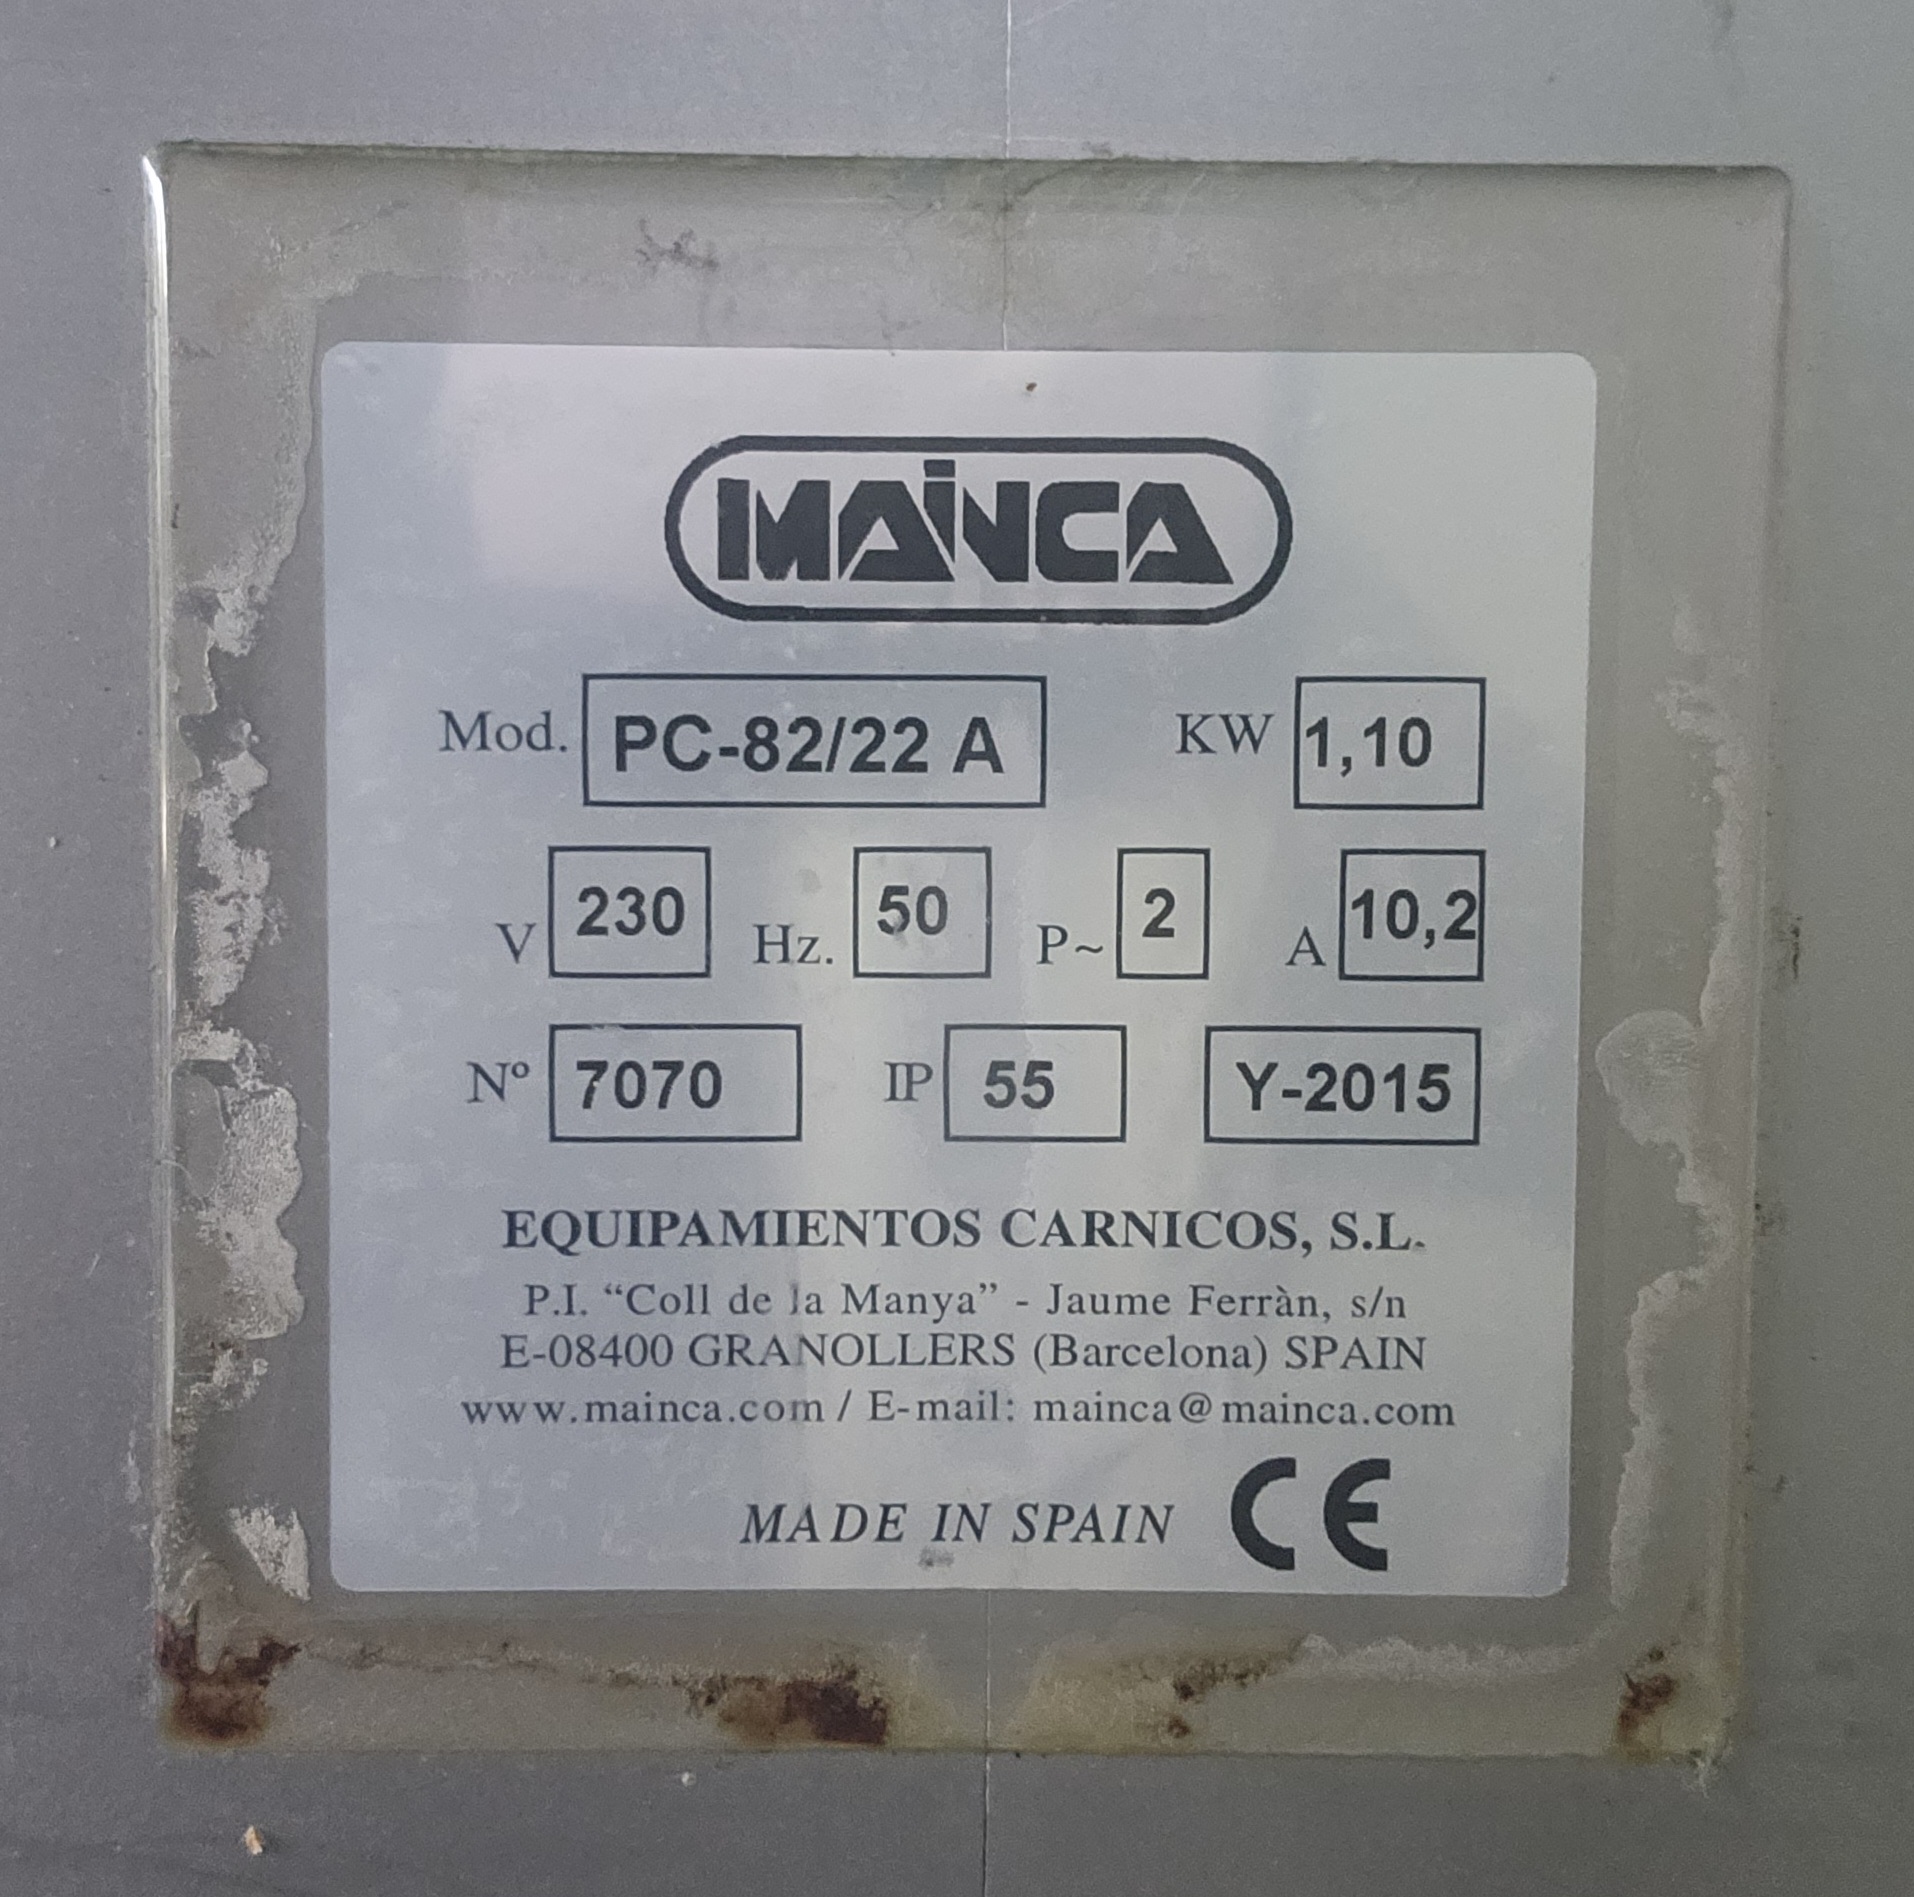 MAiNCA
Mod. PC-82/22 A KW 1,10
V 230 Hz. 50 P~ 2 A 10,2
Nº 7070 IP 55 Y-2015
EQUIPAMIENTOS CARNICOS, S.L.
P.I. “Coll de la Manya” - Jaume Ferràn, s/n
E-08400 GRANOLLERS (Barcelona) SPAIN
www.mainca.com / E-mail: mainca@mainca.com
MADE IN SPAIN CE